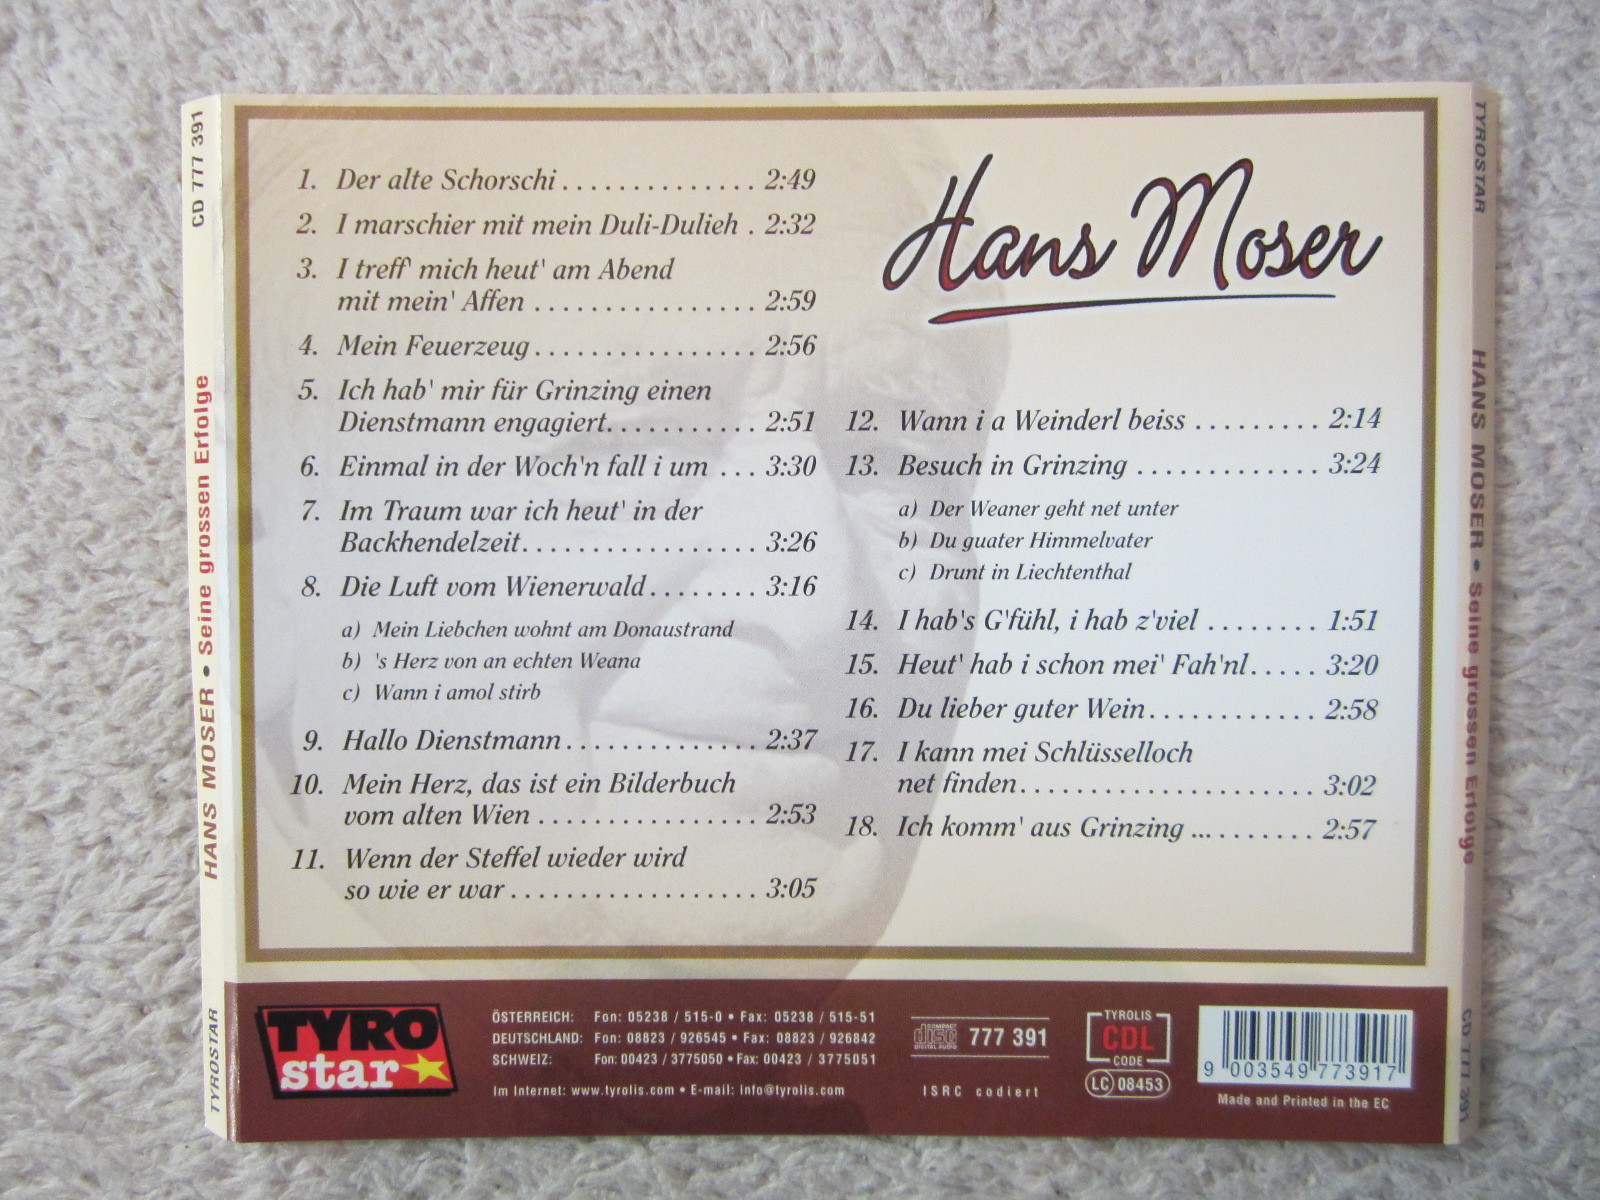 CD 777 391
HANS MOSER • Seine grossen Erfolge
TYROSTAR
1. Der alte Schorschi . . . . . . . . . . . . . . 2:49
2. I marschier mit mein Duli-Dulieh . 2:32
3. I treff' mich heut' am Abend
mit mein' Affen . . . . . . . . . . . . . . . . 2:59
4. Mein Feuerzeug . . . . . . . . . . . . . . . . 2:56
5. Ich hab' mir für Grinzing einen
Dienstmann engagiert. . . . . . . . . . . 2:51
6. Einmal in der Woch'n fall i um . . . 3:30
7. Im Traum war ich heut' in der
Backhendelzeit. . . . . . . . . . . . . . . . . 3:26
8. Die Luft vom Wienerwald. . . . . . . . 3:16
a) Mein Liebchen wohnt am Donaustrand
b) 's Herz von an echten Weana
c) Wann i amol stirb
9. Hallo Dienstmann. . . . . . . . . . . . . . 2:37
10. Mein Herz, das ist ein Bilderbuch
vom alten Wien . . . . . . . . . . . . . . . . 2:53
11. Wenn der Steffel wieder wird
so wie er war . . . . . . . . . . . . . . . . . . 3:05
Hans Moser
12. Wann i a Weinderl beiss . . . . . . . . . 2:14
13. Besuch in Grinzing . . . . . . . . . . . . . 3:24
a) Der Weaner geht net unter
b) Du guater Himmelvater
c) Drunt in Liechtenthal
14. I hab's G'fühl, i hab z'viel . . . . . . . . 1:51
15. Heut' hab i schon mei' Fah'nl. . . . . 3:20
16. Du lieber guter Wein. . . . . . . . . . . . 2:58
17. I kann mei Schlüsselloch
net finden. . . . . . . . . . . . . . . . . . . . . 3:02
18. Ich komm' aus Grinzing ... . . . . . . . 2:57
TYROSTAR
HANS MOSER • Seine grossen Erfolge
CD 777 391
TYRO
star
ÖSTERREICH: Fon: 05238 / 515-0 • Fax: 05238 / 515-51
DEUTSCHLAND: Fon: 08823 / 926545 • Fax: 08823 / 926842
SCHWEIZ: Fon: 00423 / 3775050 • Fax: 00423 / 3775051
Im Internet: www.tyrolis.com • E-mail: info@tyrolis.com
COMPACT
disc
DIGITAL AUDIO
777 391
ISRC codiert
TYROLIS
CDL
CODE
LC 08453
9 003549 773917
Made and Printed in the EC